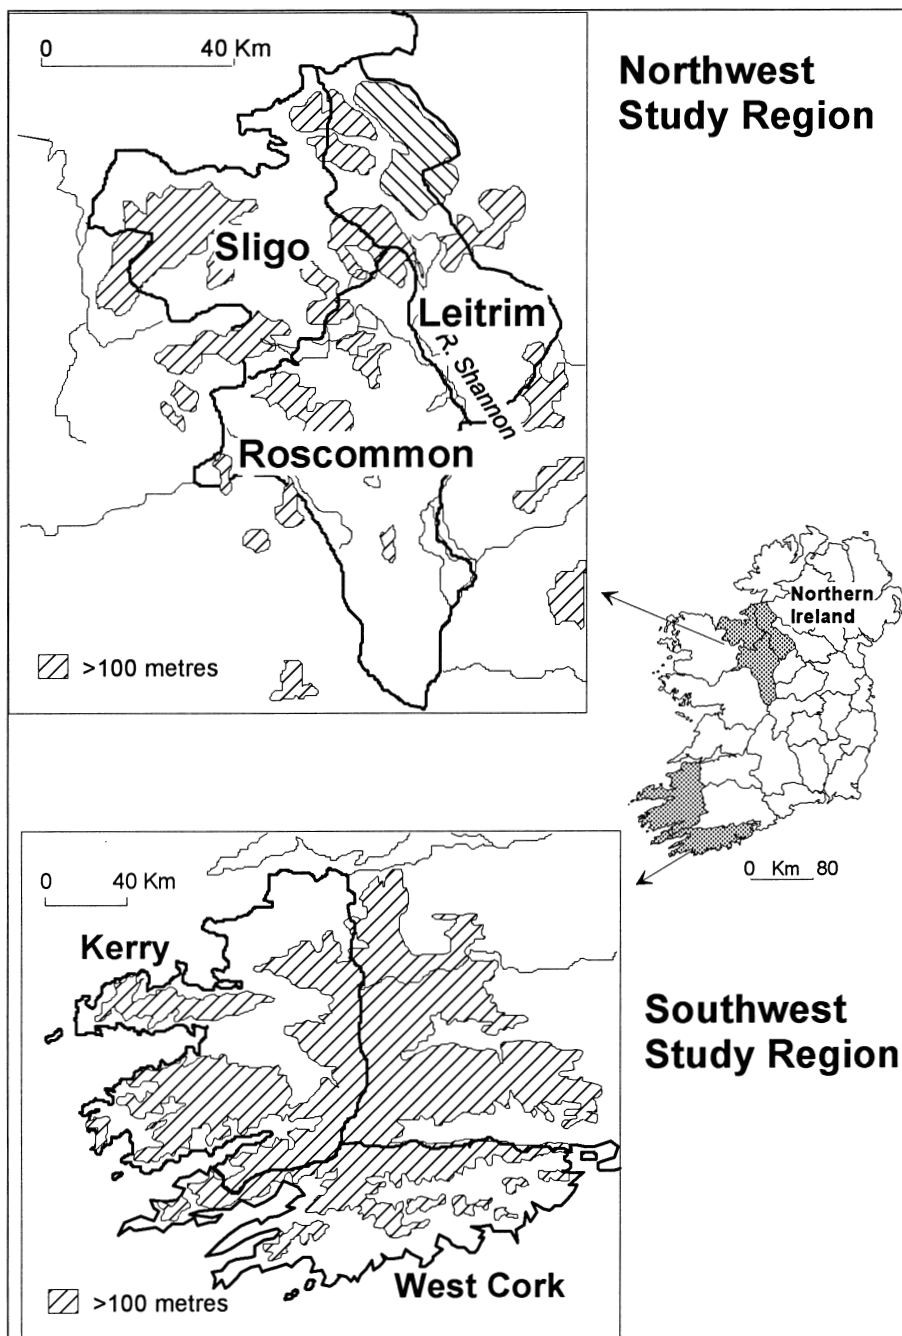 0 40 Km
Northwest
Study Region
Sligo
Leitrim
R. Shannon
Roscommon
>100 metres
Northern
Ireland
0 Km 80
0 40 Km
Kerry
Southwest
Study Region
West Cork
>100 metres